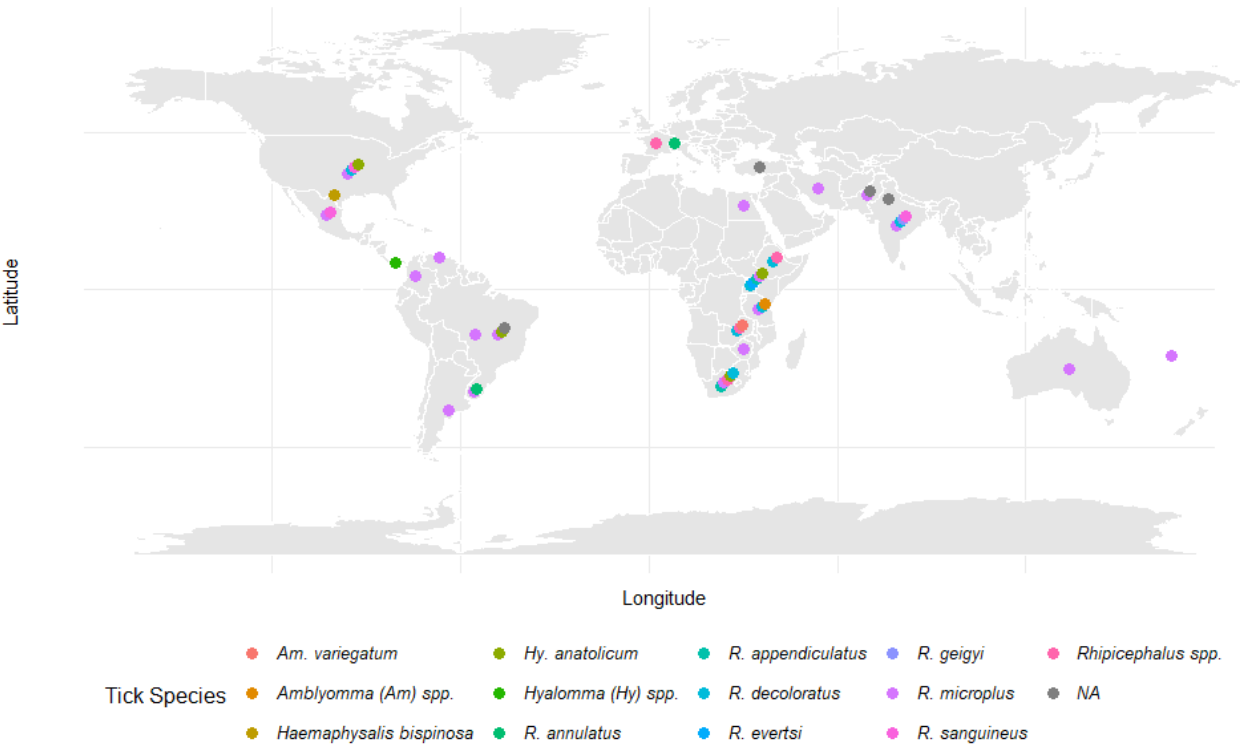 Latitude
Longitude
Tick Species
Am. variegatum
Amblyomma (Am) spp.
Haemaphysalis bispinosa
Hy. anatolicum
Hyalomma (Hy) spp.
R. annulatus
R. appendiculatus
R. decoloratus
R. evertsi
R. geigyi
R. microplus
R. sanguineus
Rhipicephalus spp.
NA